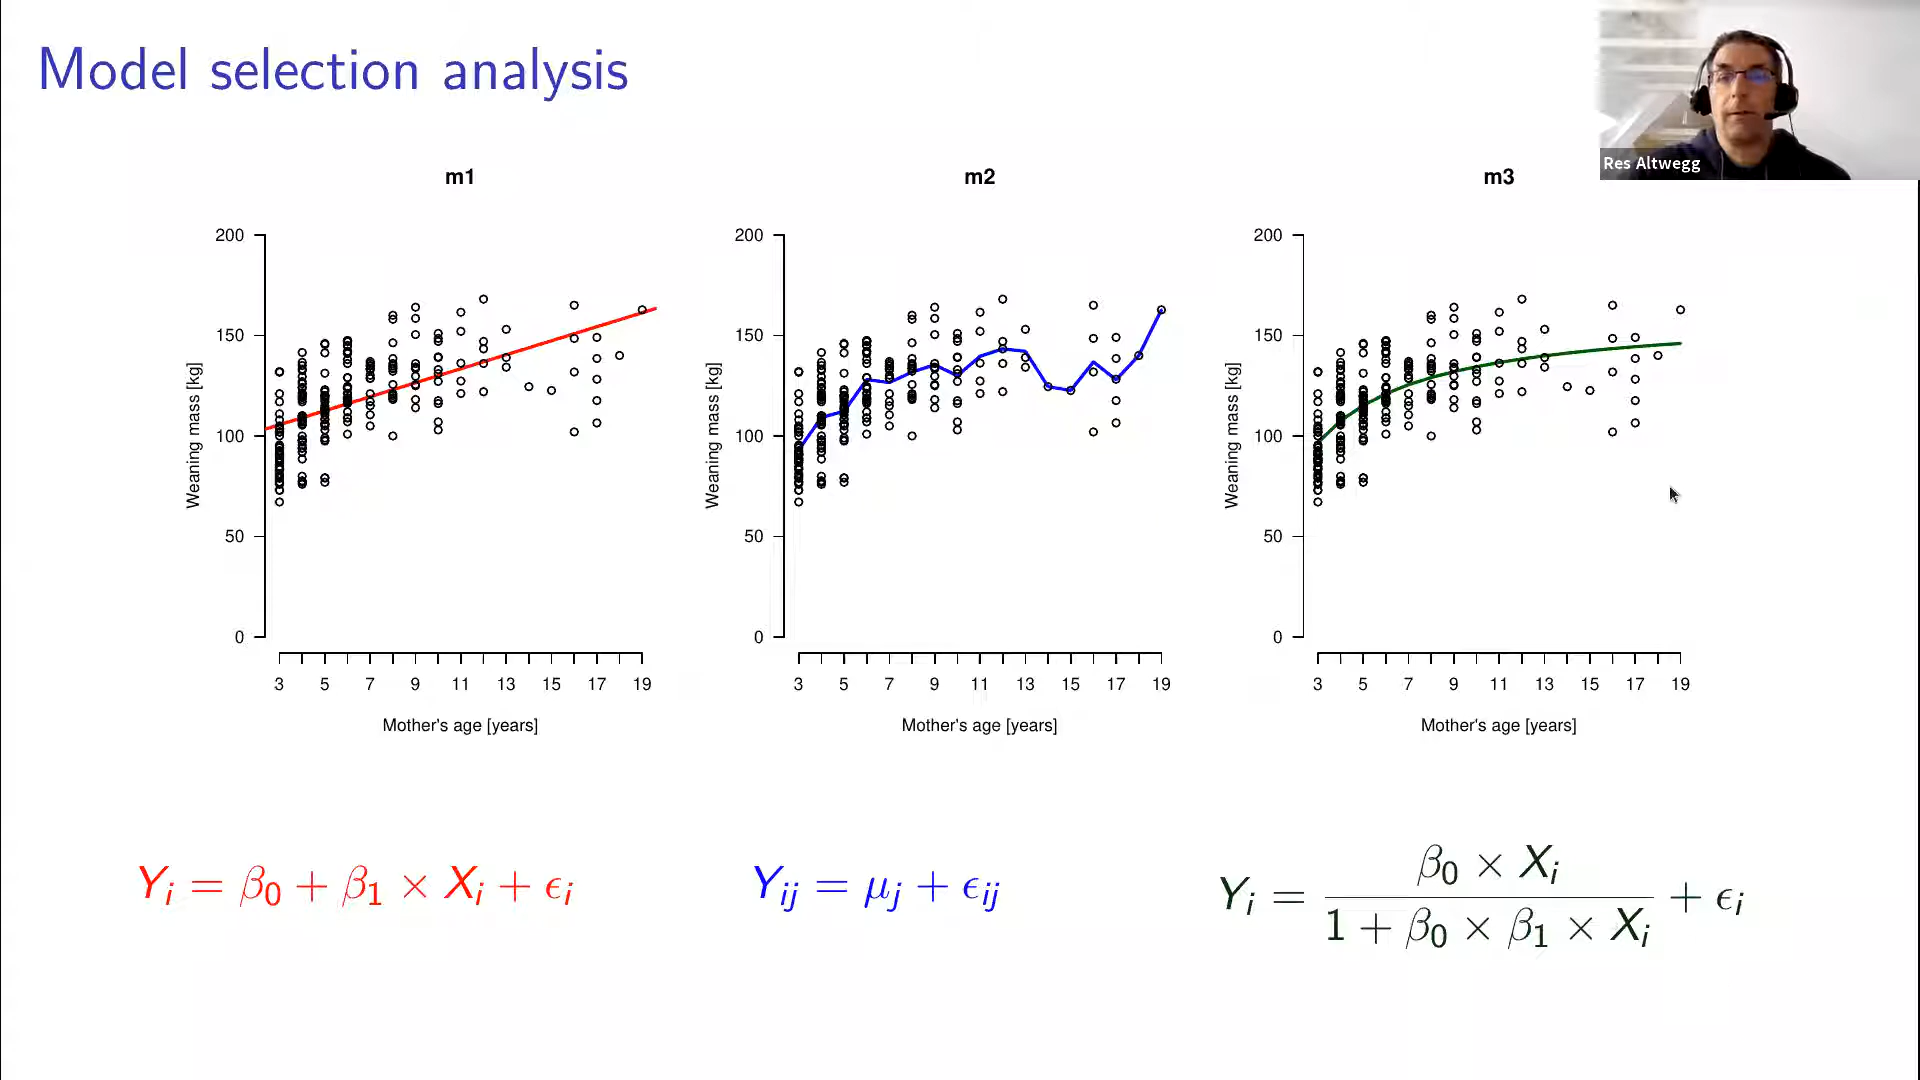 Model selection analysis
Res Altwegg
m1
200
150
100
50
0
Weaning mass [kg]
3 5 7 9 11 13 15 17 19
Mother's age [years]
m2
200
150
100
50
0
Weaning mass [kg]
3 5 7 9 11 13 15 17 19
Mother's age [years]
m3
200
150
100
50
0
Weaning mass [kg]
3 5 7 9 11 13 15 17 19
Mother's age [years]
Yᵢ = β₀ + β₁ × Xᵢ + ϵᵢ
Yᵢⱼ = μⱼ + ϵᵢⱼ
Yᵢ = (β₀ × Xᵢ) / (1 + β₀ × β₁ × Xᵢ) + ϵᵢ